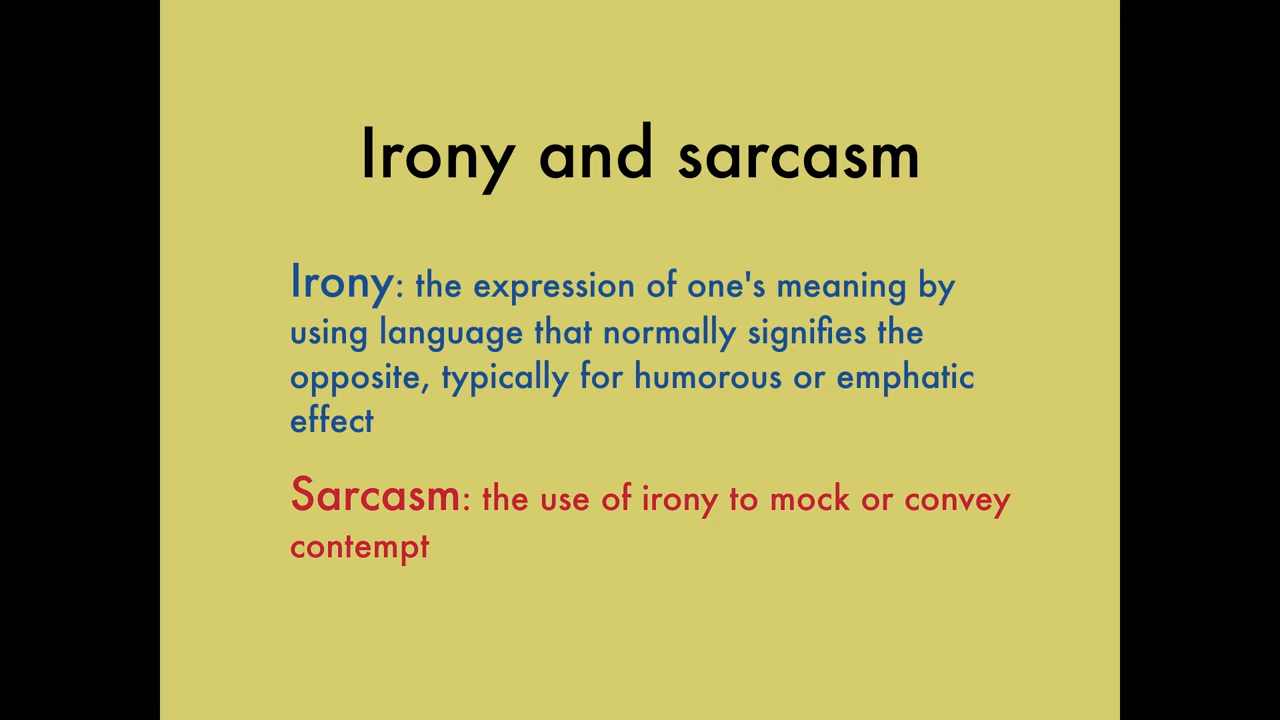 Irony and sarcasm
Irony: the expression of one's meaning by
using language that normally signifies the
opposite, typically for humorous or emphatic
effect
Sarcasm: the use of irony to mock or convey
contempt